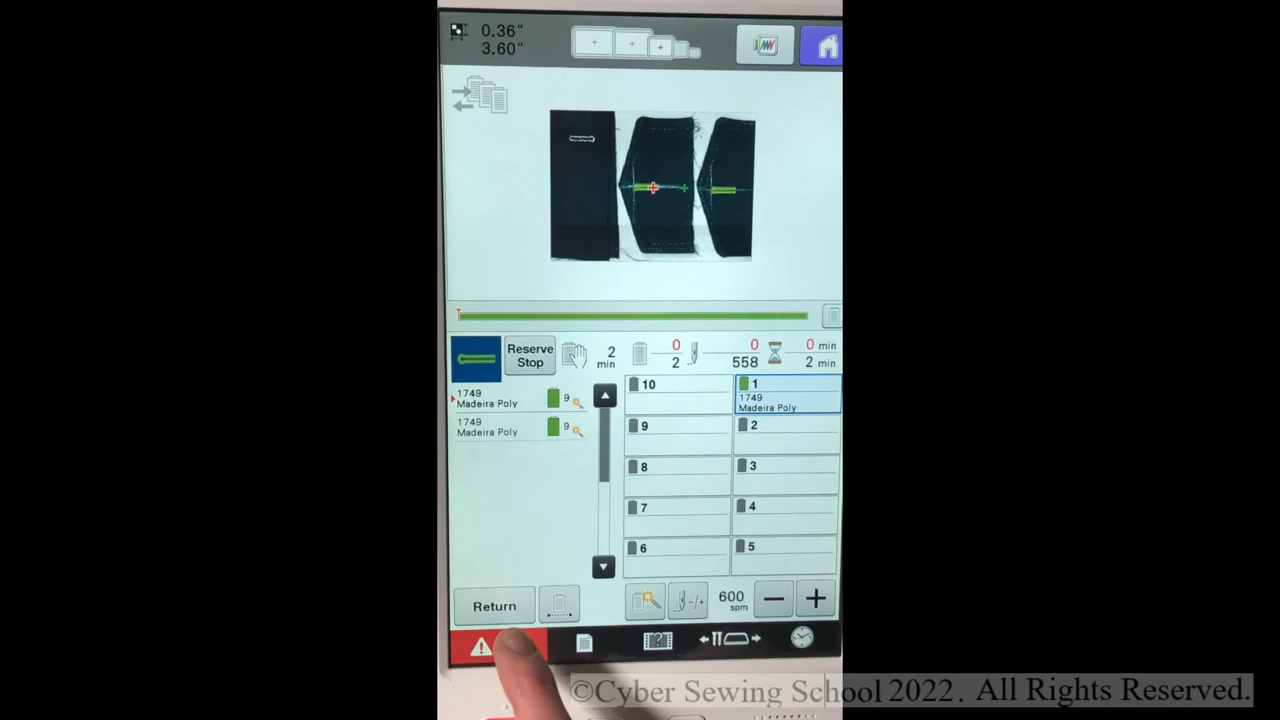 0.36"
3.60"
Reserve
Stop
2
min
0
2
0
558
0 min
2 min
1749
Madeira Poly
9
1749
Madeira Poly
9
10
1
1749
Madeira Poly
9
2
8
3
7
4
6
5
Return
600
spm
-/+
©Cyber Sewing School 2022. All Rights Reserved.